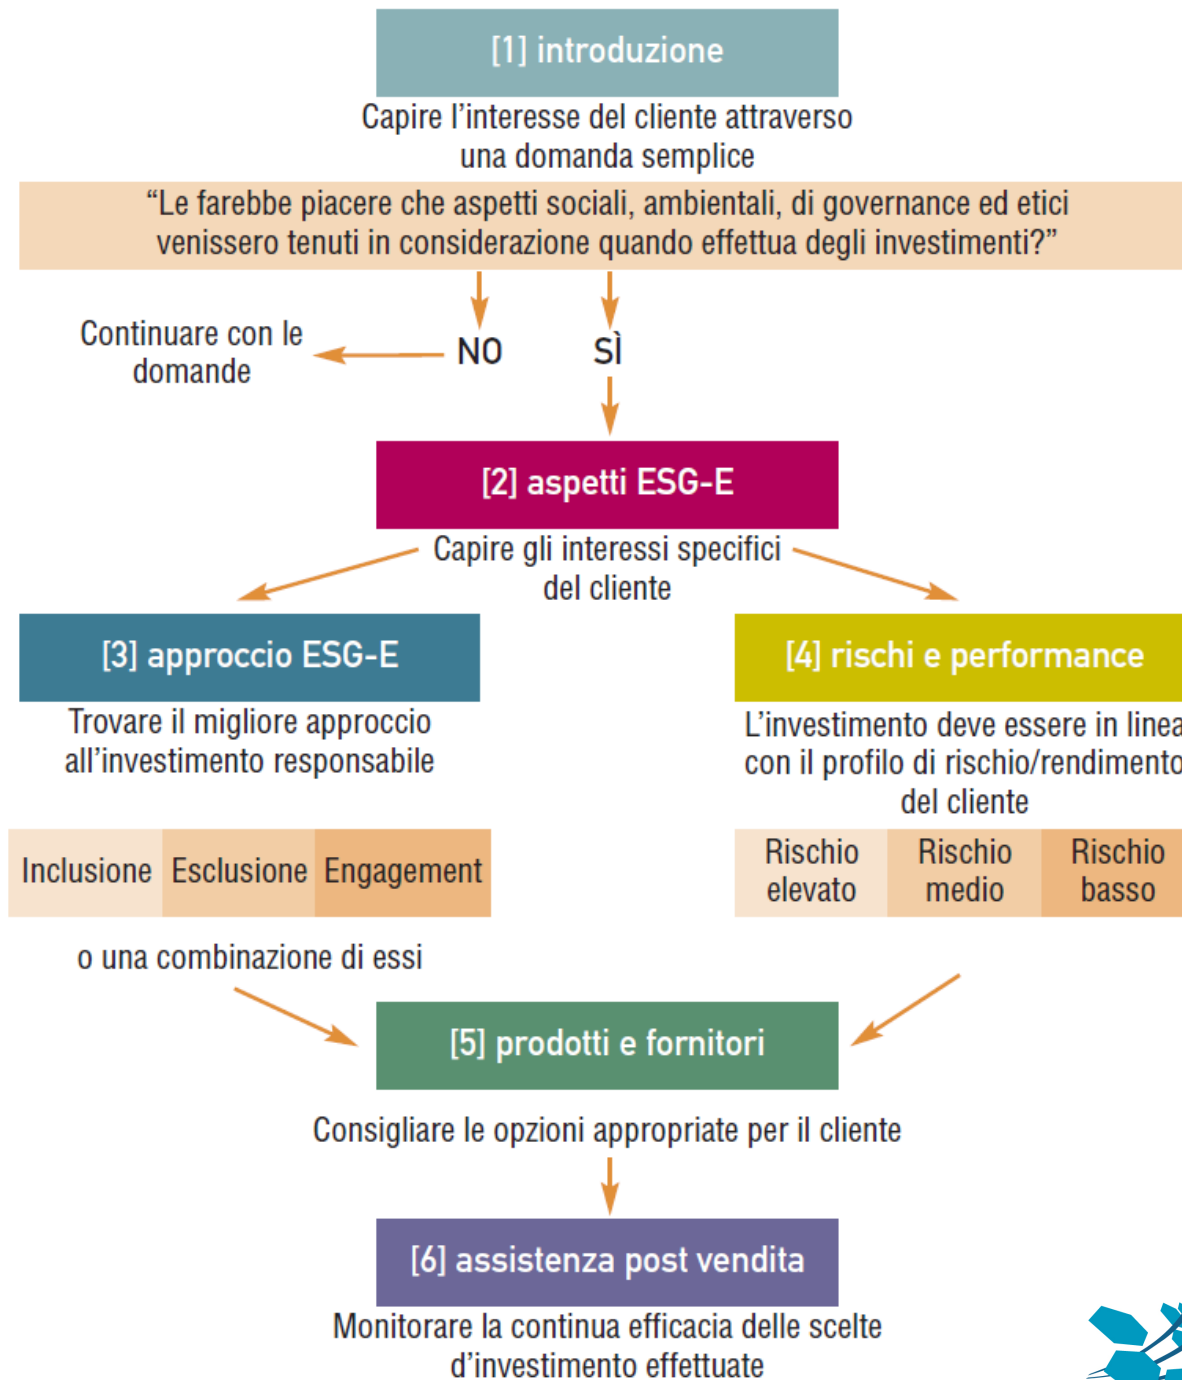 [1] introduzione
Capire l’interesse del cliente attraverso
una domanda semplice
“Le farebbe piacere che aspetti sociali, ambientali, di governance ed etici
venissero tenuti in considerazione quando effettua degli investimenti?”
Continuare con le
domande
NO
SÌ
[2] aspetti ESG-E
Capire gli interessi specifici
del cliente
[3] approccio ESG-E
Trovare il migliore approccio
all’investimento responsabile
Inclusione
Esclusione
Engagement
o una combinazione di essi
[4] rischi e performance
L’investimento deve essere in linea
con il profilo di rischio/rendimento
del cliente
Rischio
elevato
Rischio
medio
Rischio
basso
[5] prodotti e fornitori
Consigliare le opzioni appropriate per il cliente
[6] assistenza post vendita
Monitorare la continua efficacia delle scelte
d’investimento effettuate